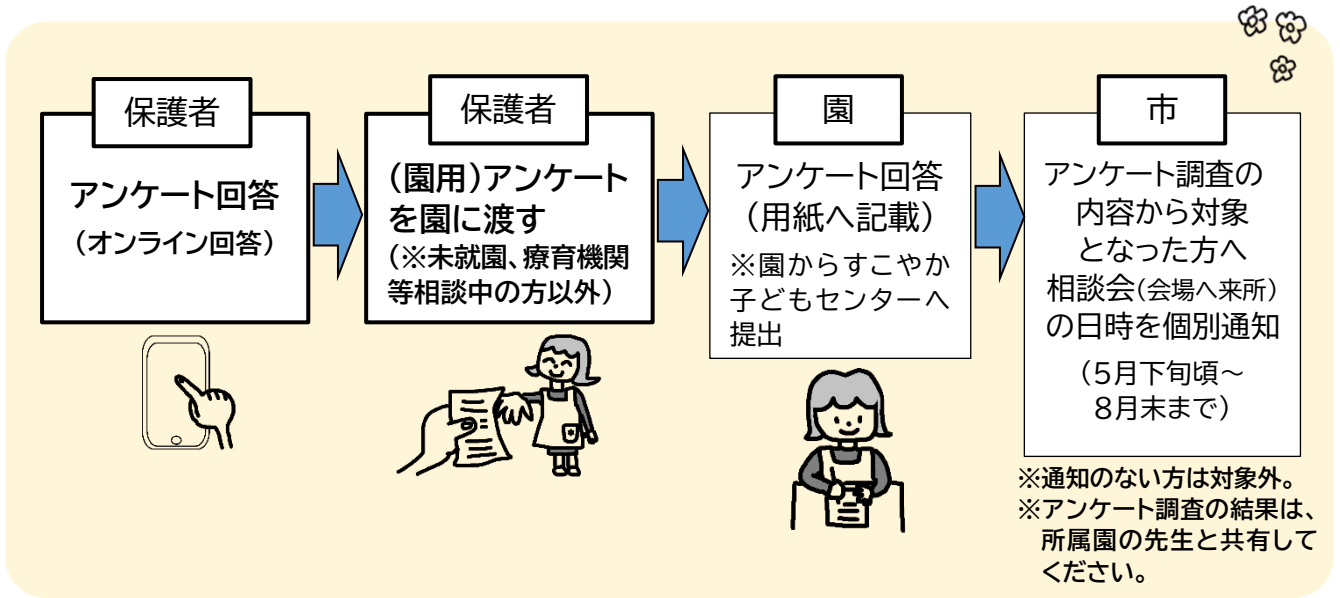 保護者
アンケート回答
（オンライン回答）
保護者
（園用）アンケート
を園に渡す
（※未就園、療育機関
等相談中の方以外）
園
アンケート回答
（用紙へ記載）
※園からすこやか
子どもセンターへ
提出
市
アンケート調査の
内容から対象
となった方へ
相談会（会場へ来所）
の日時を個別通知
（5月下旬頃～
8月末まで）
※通知のない方は対象外。
※アンケート調査の結果は、
所属園の先生と共有して
ください。